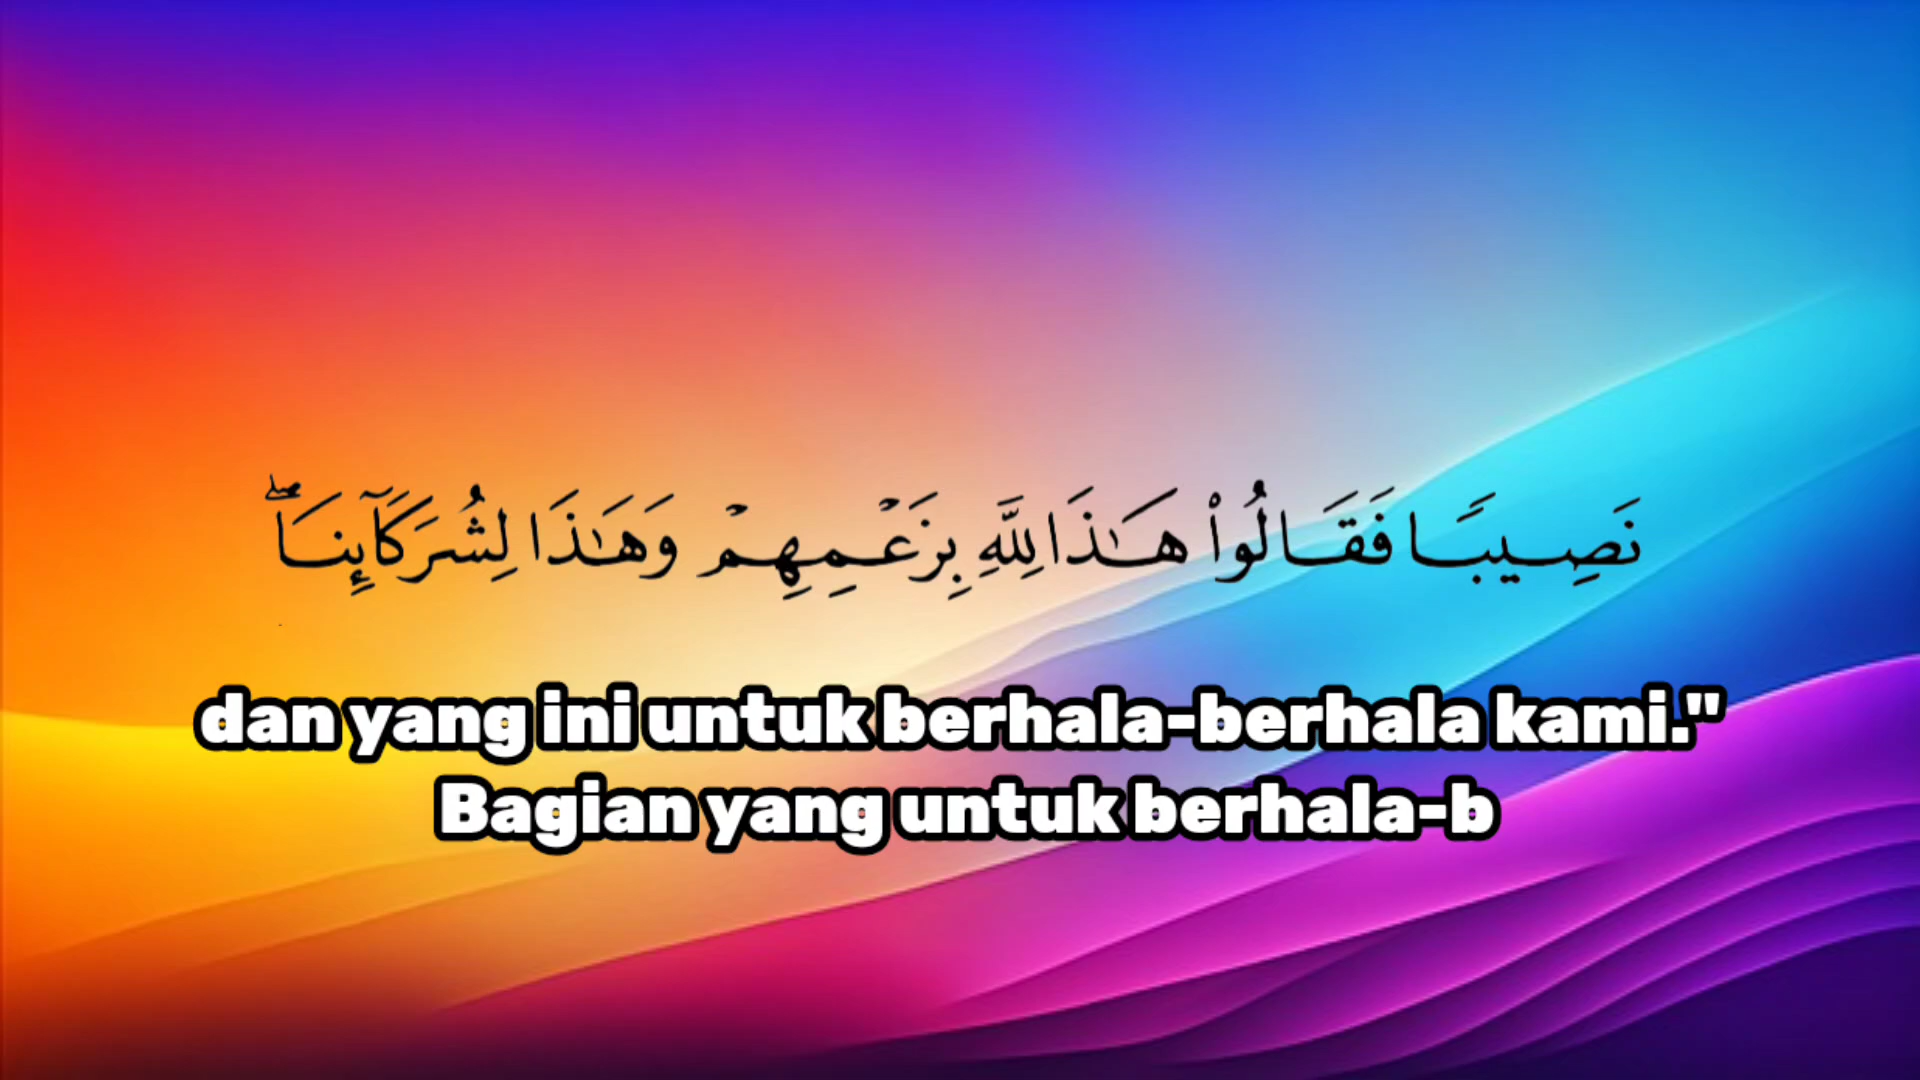 نَصِيبًا فَقَالُوا۟ هَـٰذَا لِلَّهِ بِزَعْمِهِمْ وَهَـٰذَا لِشُرَكَآئِنَا ۖ
dan yang ini untuk berhala-berhala kami."
Bagian yang untuk berhala-b